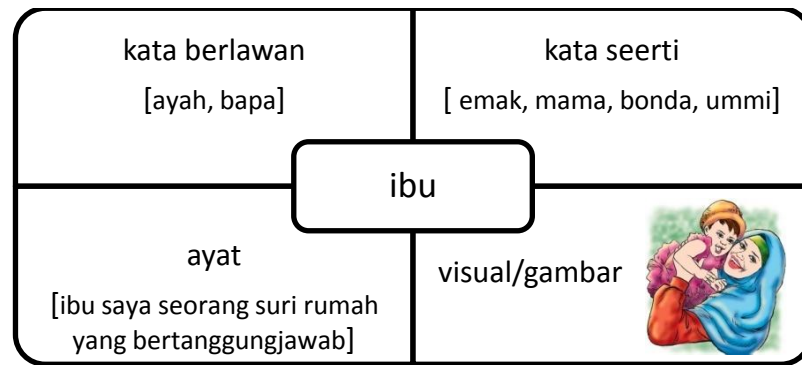 kata berlawan
[ayah, bapa]
kata seerti
[ emak, mama, bonda, ummi]
ibu
ayat
[ibu saya seorang suri rumah
yang bertanggungjawab]
visual/gambar